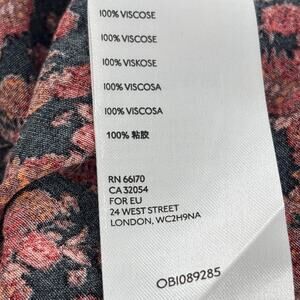 100% VISCOSE
100% VISCOSE
100% VISKOSE
100% VISCOSA
100% VISCOSA
100% 粘胶
RN 66170
CA 32054
FOR EU
24 WEST STREET
LONDON, WC2H9NA
OB1089285